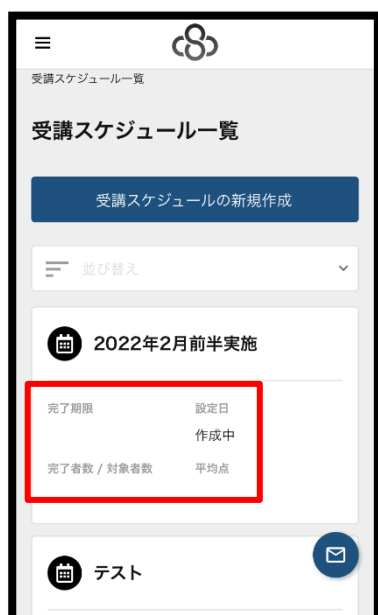 受講スケジュール一覧
受講スケジュール一覧
受講スケジュールの新規作成
並び替え
2022年2月前半実施
完了期限 設定日
作成中
完了者数 / 対象者数 平均点
テスト